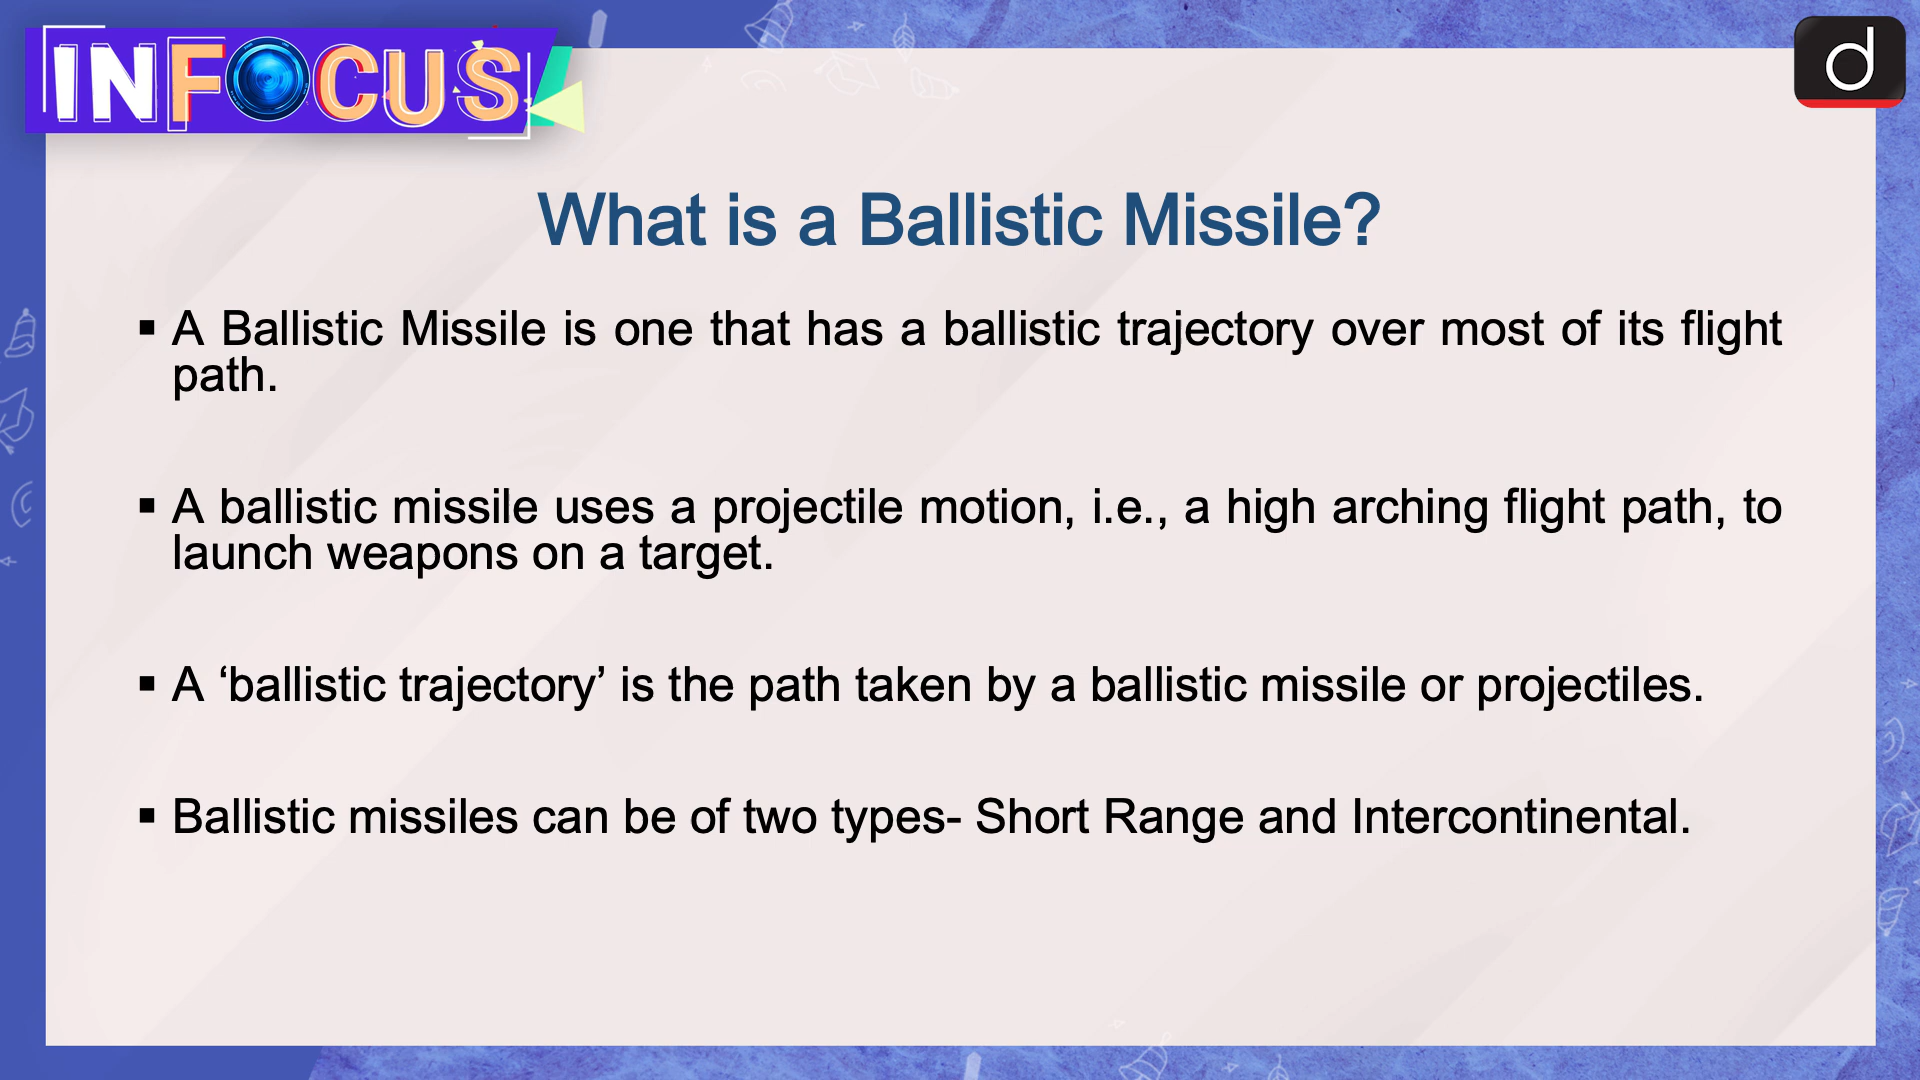 INFOCUS
d
What is a Ballistic Missile?
▪ A Ballistic Missile is one that has a ballistic trajectory over most of its flight
path.
▪ A ballistic missile uses a projectile motion, i.e., a high arching flight path, to
launch weapons on a target.
▪ A ‘ballistic trajectory’ is the path taken by a ballistic missile or projectiles.
▪ Ballistic missiles can be of two types- Short Range and Intercontinental.